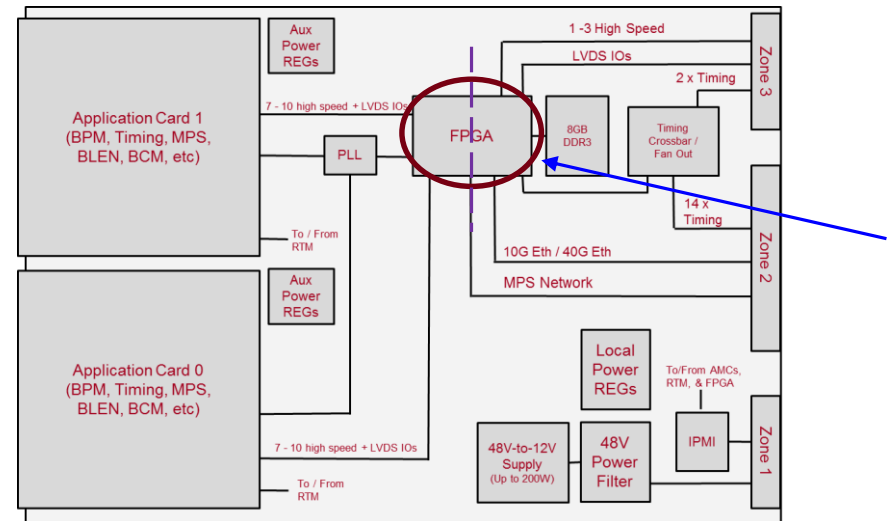 Application Card 1
(BPM, Timing, MPS,
BLEN, BCM, etc)
Aux
Power
REGs
7 - 10 high speed + LVDS IOs
PLL
To / From
RTM
FPGA
8GB
DDR3
1 -3 High Speed
LVDS IOs
2 x Timing
Timing
Crossbar /
Fan Out
Zone 3
14 x
Timing
10G Eth / 40G Eth
MPS Network
Zone 2
Application Card 0
(BPM, Timing, MPS,
BLEN, BCM, etc)
Aux
Power
REGs
7 - 10 high speed + LVDS IOs
To / From
RTM
Local
Power
REGs
To/From AMCs,
RTM, & FPGA
48V-to-12V
Supply
(Up to 200W)
48V
Power
Filter
IPMI
Zone 1